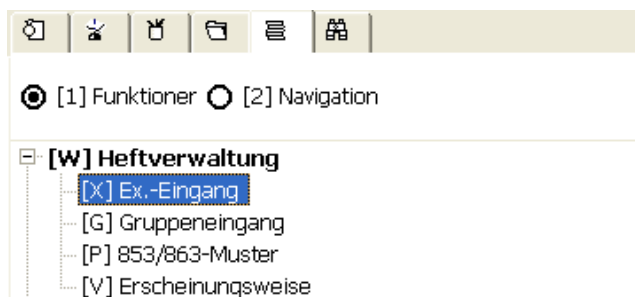 [1] Funktioner [2] Navigation
[W] Heftverwaltung
[X] Ex.-Eingang
[G] Gruppeneingang
[P] 853/863-Muster
[V] Erscheinungsweise